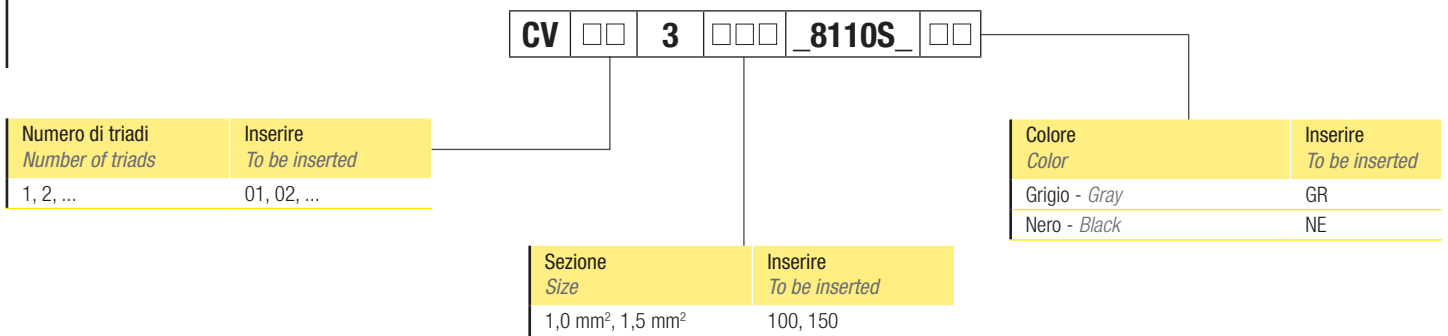 CV □□ 3 □□□ _8110S_ □□
Numero di triadi Inserire
Number of triads To be inserted
1, 2, ... 01, 02, ...
Colore Inserire
Color To be inserted
Grigio - Gray GR
Nero - Black NE
Sezione Inserire
Size To be inserted
1,0 mm², 1,5 mm² 100, 150